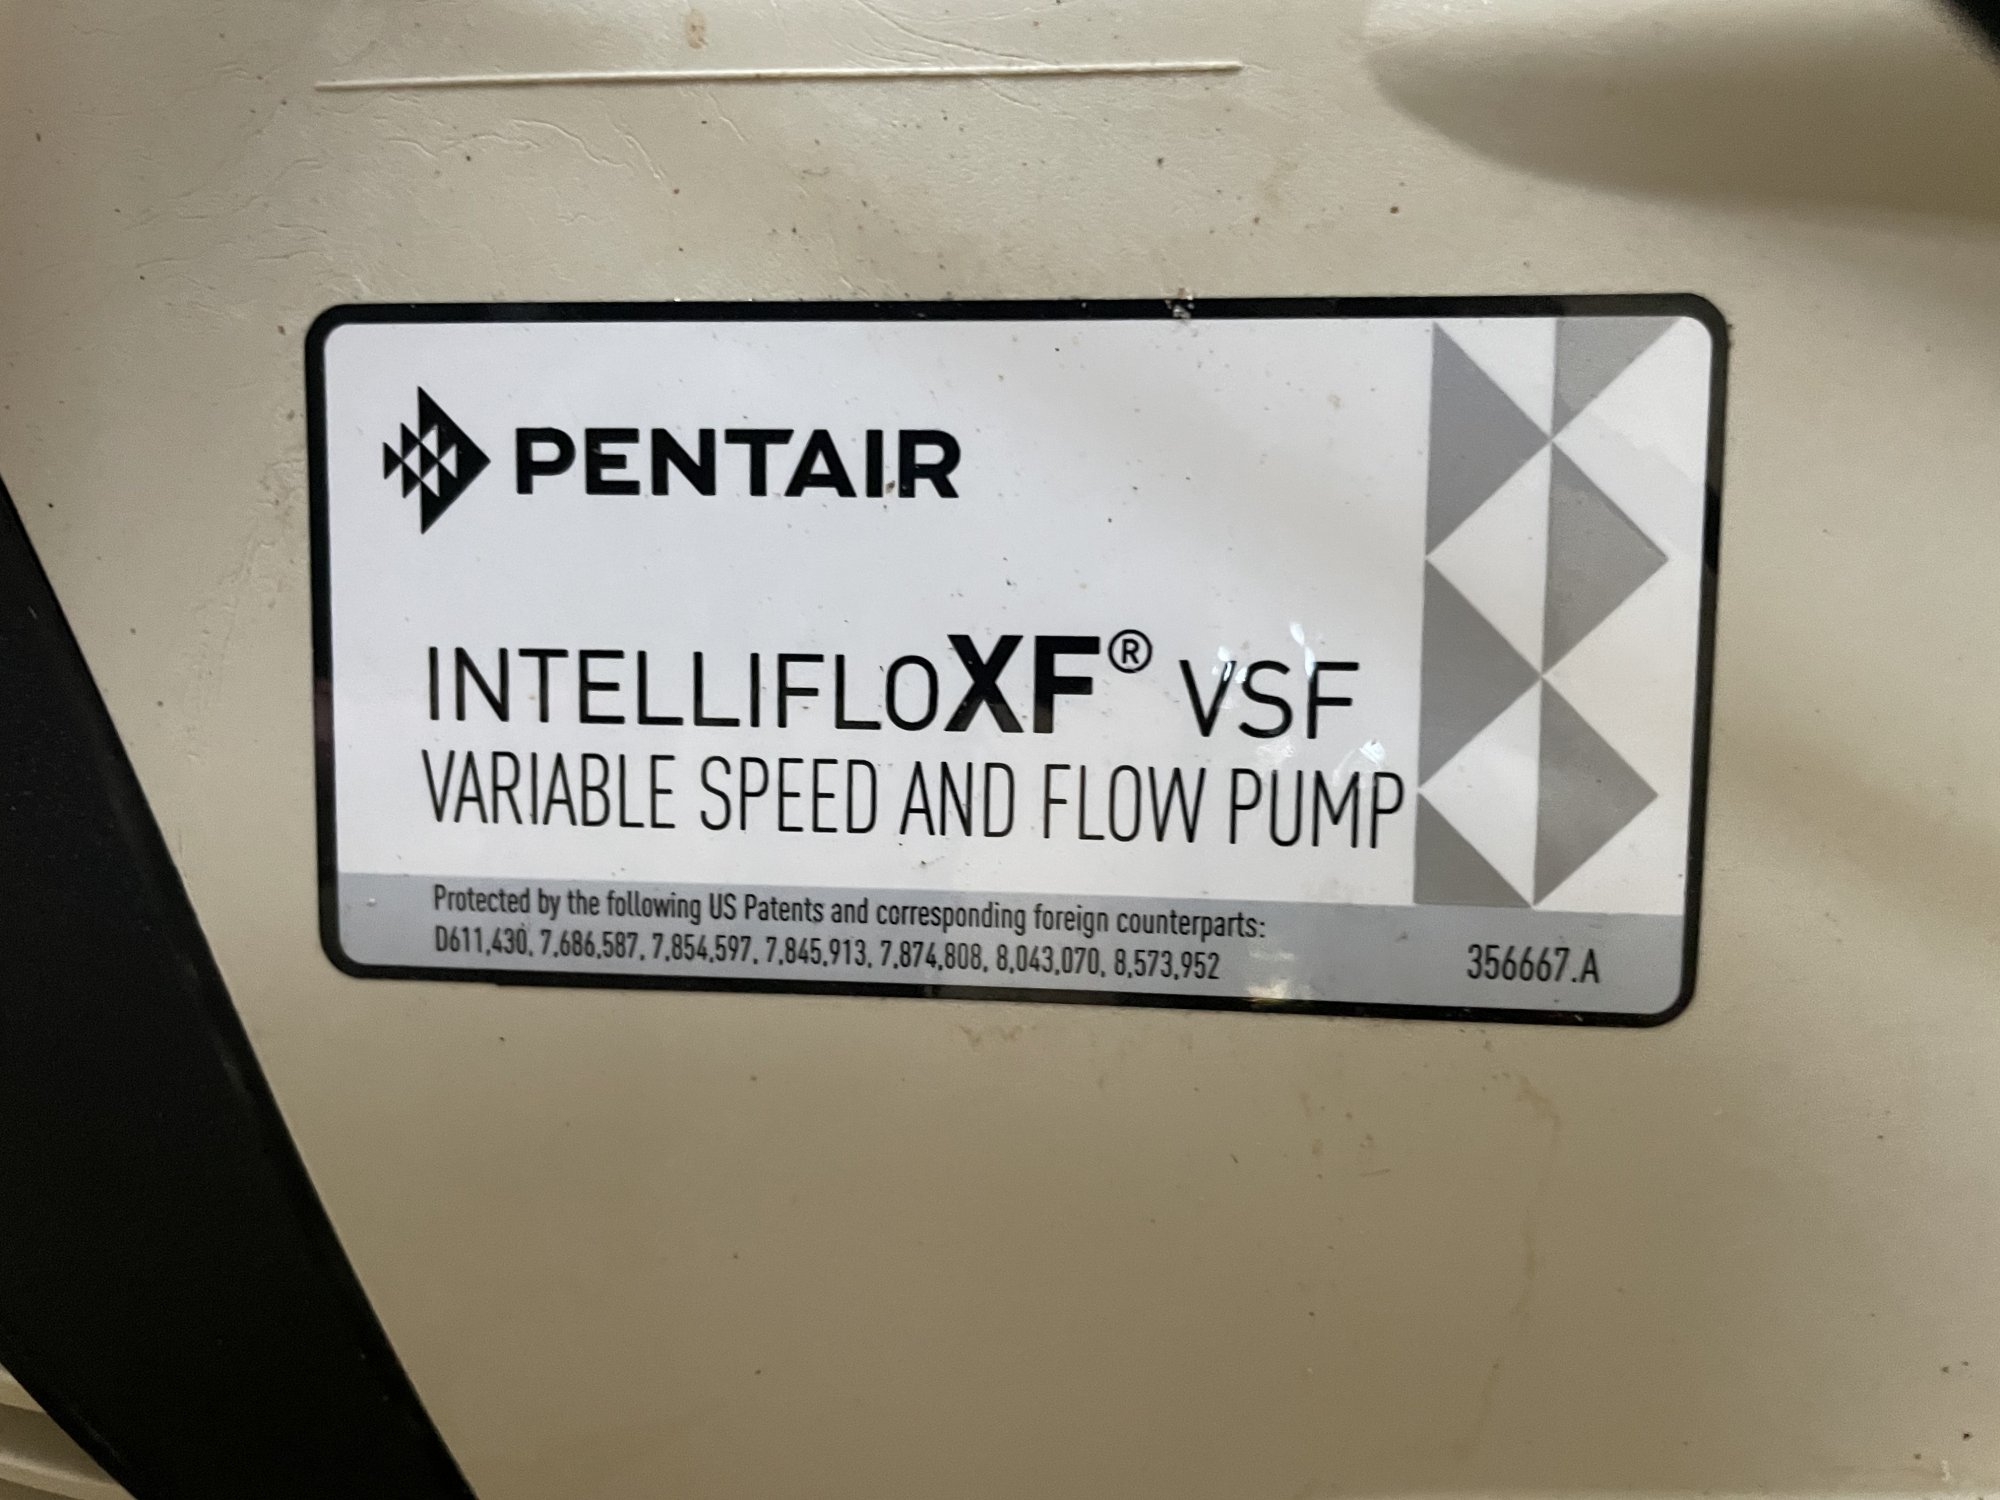 PENTAIR
INTELLIFLOXF® VSF
VARIABLE SPEED AND FLOW PUMP
Protected by the following US Patents and corresponding foreign counterparts:
D611,430, 7,686,587, 7,854,597, 7,845,913, 7,874,808, 8,043,070, 8,573,952
356667.A